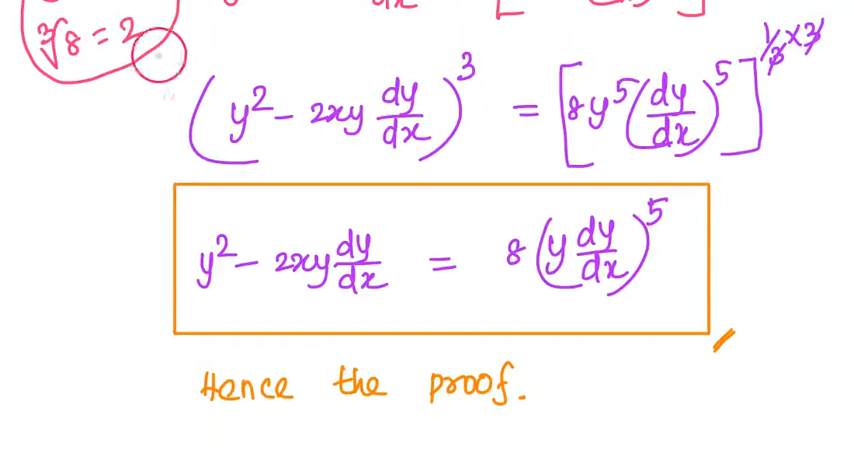 ∛8 = 2
(y² − 2xy dy/dx)³ = [8y⁵(dy/dx)⁵]^(1/3 × 3)
y² − 2xy dy/dx = 8(y dy/dx)⁵
Hence the proof.